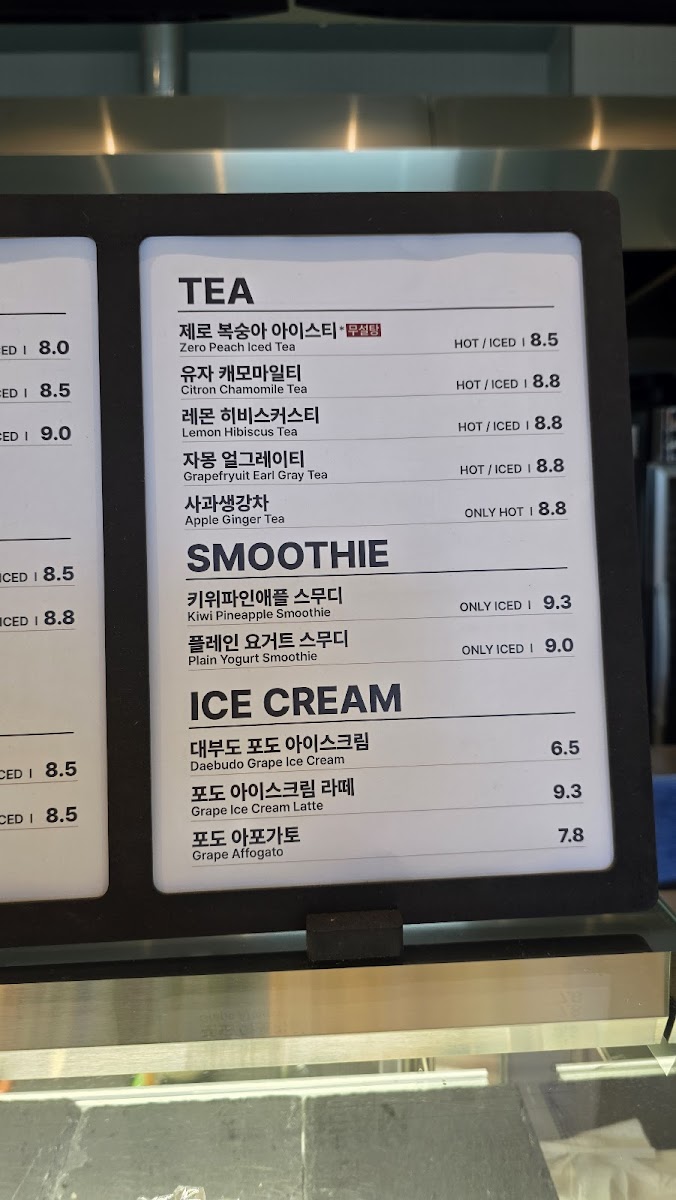 ED | 8.0
ED | 8.5
ED | 9.0
ICED | 8.5
ICED | 8.8
CED | 8.5
CED | 8.5
TEA
제로 복숭아 아이스티*무설탕
Zero Peach Iced Tea
HOT / ICED | 8.5
유자 캐모마일티
Citron Chamomile Tea
HOT / ICED | 8.8
레몬 히비스커스티
Lemon Hibiscus Tea
HOT / ICED | 8.8
자몽 얼그레이티
Grapefryuit Earl Gray Tea
HOT / ICED | 8.8
사과생강차
Apple Ginger Tea
ONLY HOT | 8.8
SMOOTHIE
키위파인애플 스무디
Kiwi Pineapple Smoothie
ONLY ICED | 9.3
플레인 요거트 스무디
Plain Yogurt Smoothie
ONLY ICED | 9.0
ICE CREAM
대부도 포도 아이스크림
Daebudo Grape Ice Cream
6.5
포도 아이스크림 라떼
Grape Ice Cream Latte
9.3
포도 아포가토
Grape Affogato
7.8